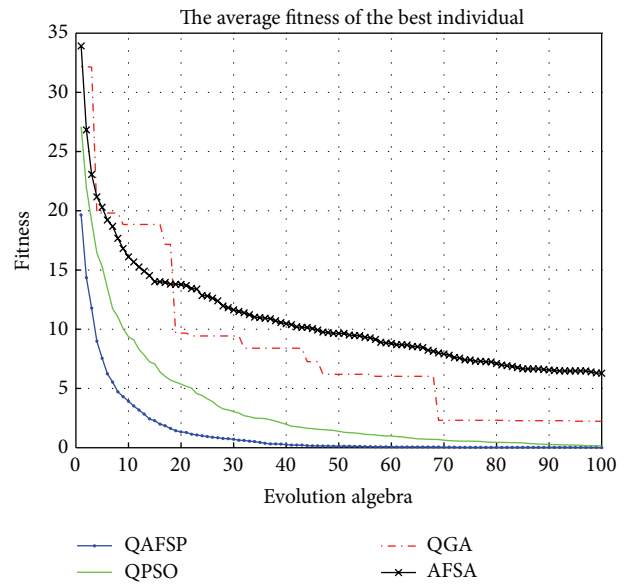 The average fitness of the best individual
Fitness
35
30
25
20
15
10
5
0
0 10 20 30 40 50 60 70 80 90 100
Evolution algebra
QAFSP QGA
QPSO AFSA